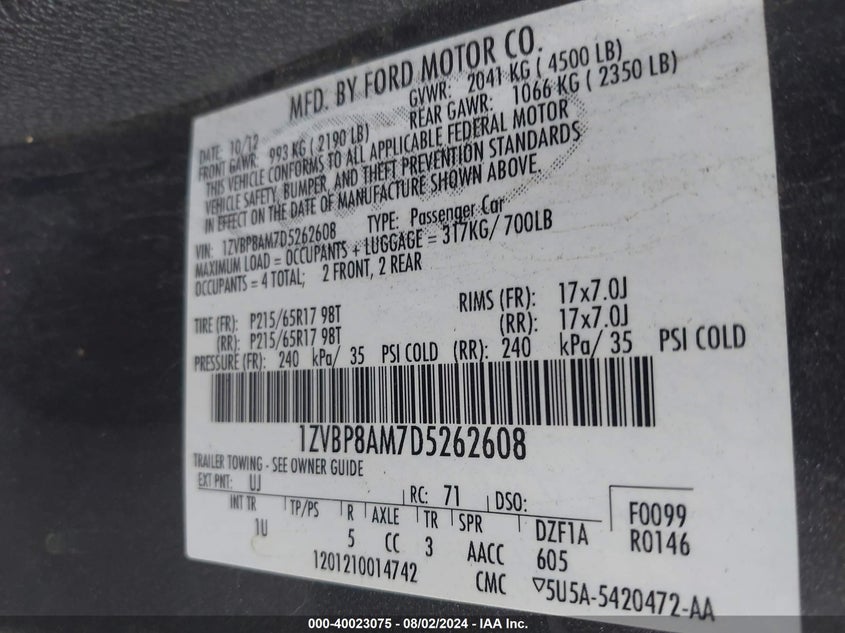 MFD. BY FORD MOTOR CO.
DATE: 10/12 GVWR: 2041 KG ( 4500 LB)
FRONT GAWR: 993 KG ( 2190 LB) REAR GAWR: 1066 KG ( 2350 LB)
THIS VEHICLE CONFORMS TO ALL APPLICABLE FEDERAL MOTOR
VEHICLE SAFETY, BUMPER, AND THEFT PREVENTION STANDARDS
IN EFFECT ON THE DATE OF MANUFACTURE SHOWN ABOVE.
VIN: 1ZVBP8AM7D5262608 TYPE: Passenger Car
MAXIMUM LOAD = OCCUPANTS + LUGGAGE = 317KG/ 700LB
OCCUPANTS = 4 TOTAL; 2 FRONT, 2 REAR
TIRE (FR): P215/65R17 98T RIMS (FR): 17x7.0J
(RR): P215/65R17 98T (RR): 17x7.0J
PRESSURE (FR): 240 kPa/ 35 PSI COLD (RR): 240 kPa/ 35 PSI COLD
1ZVBP8AM7D5262608
TRAILER TOWING - SEE OWNER GUIDE
EXT PNT: UJ RC: 71 DSO: F0099
INT TR TP/PS R AXLE TR SPR DZF1A R0146
1U 5 CC 3 AACC 605
1201210014742 CMC ▽5U5A-5420472-AA
000-40023075 - 08/02/2024 - IAA Inc.